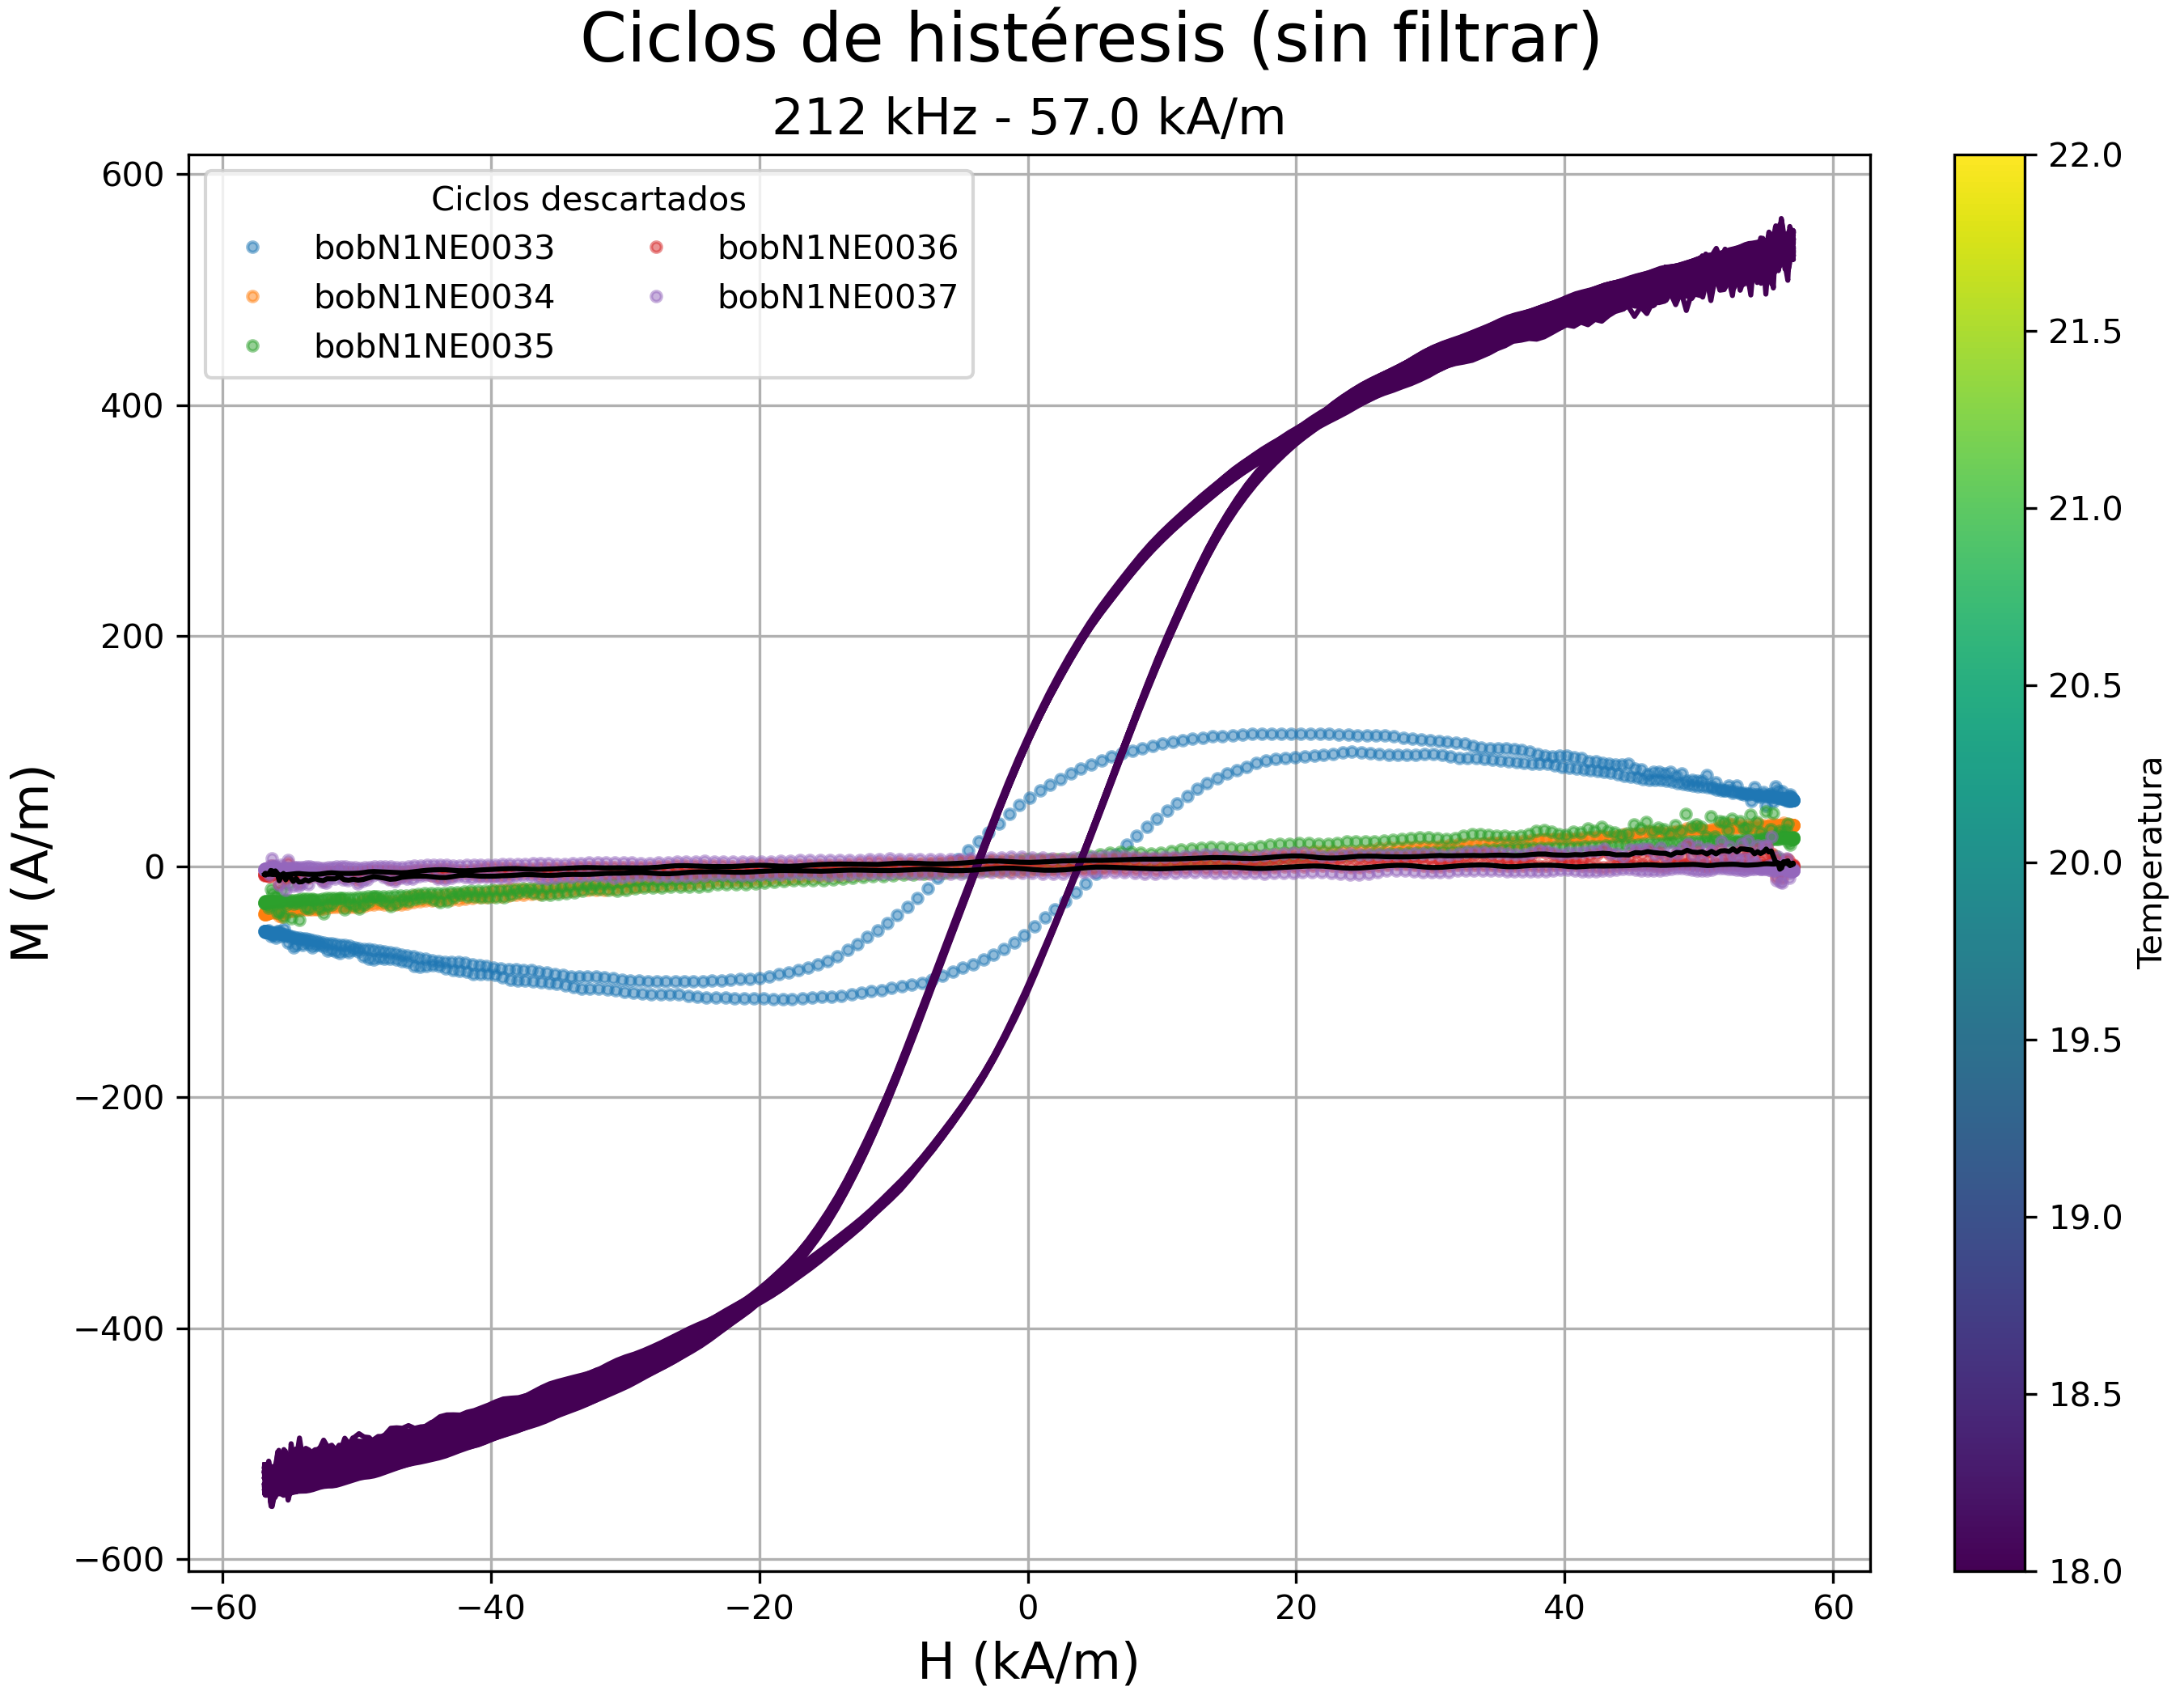 Ciclos de histéresis (sin filtrar)
212 kHz - 57.0 kA/m
Ciclos descartados
bobN1NE0033
bobN1NE0034
bobN1NE0035
bobN1NE0036
bobN1NE0037
600
400
200
0
−200
−400
−600
M (A/m)
−60
−40
−20
0
20
40
60
H (kA/m)
22.0
21.5
21.0
20.5
20.0
19.5
19.0
18.5
18.0
Temperatura